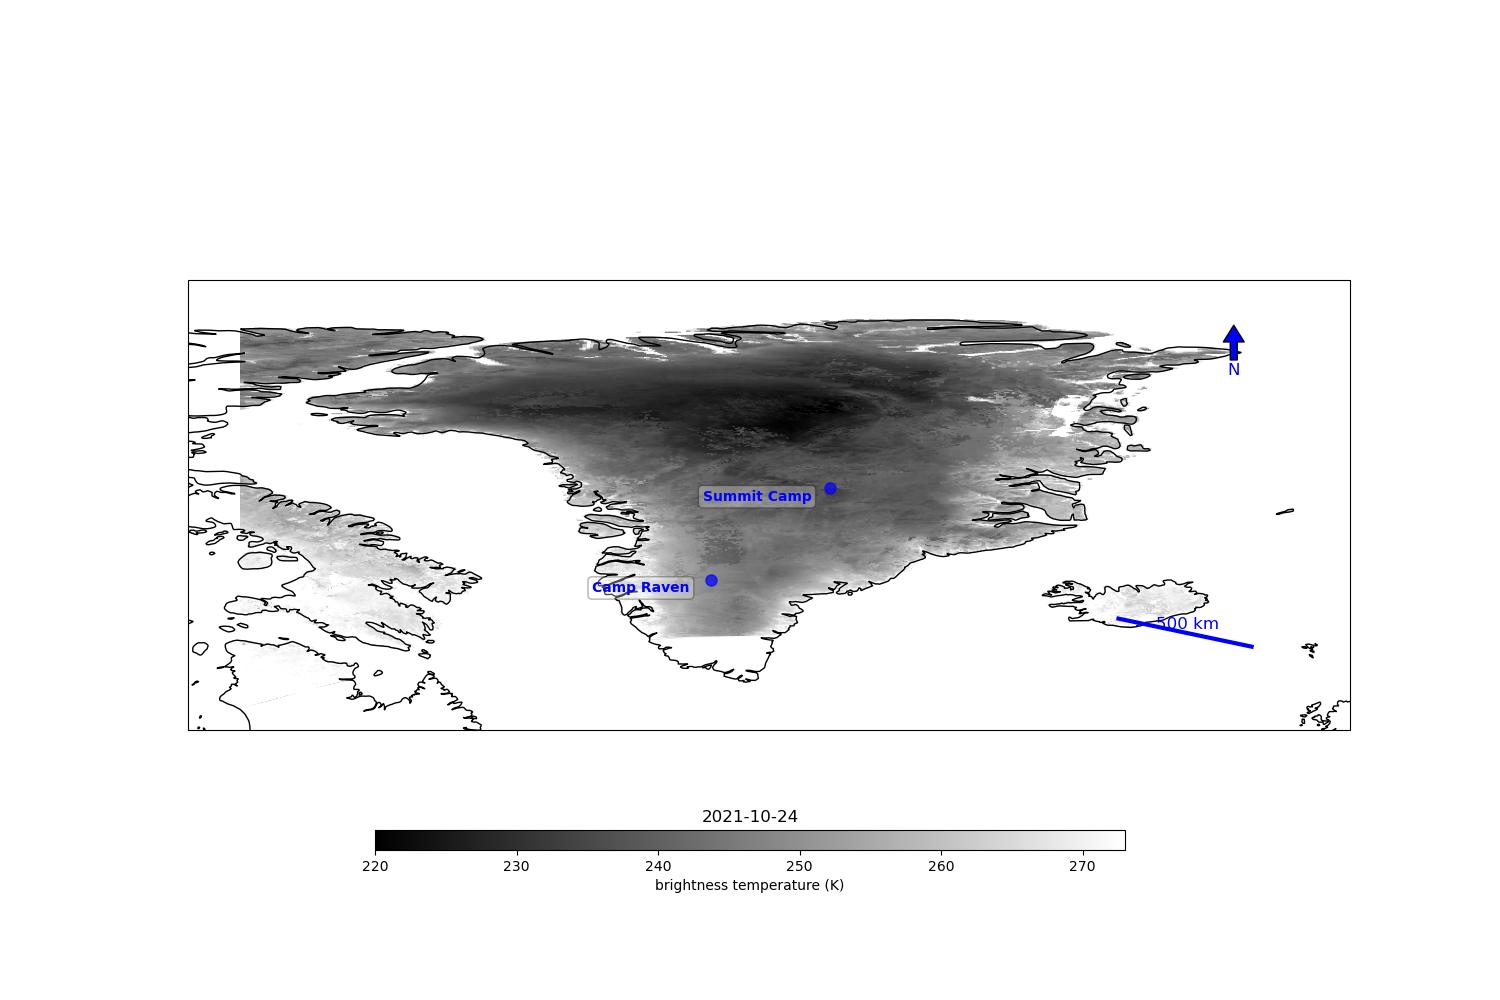 N
Summit Camp
Camp Raven
500 km
2021-10-24
220 230 240 250 260 270
brightness temperature (K)